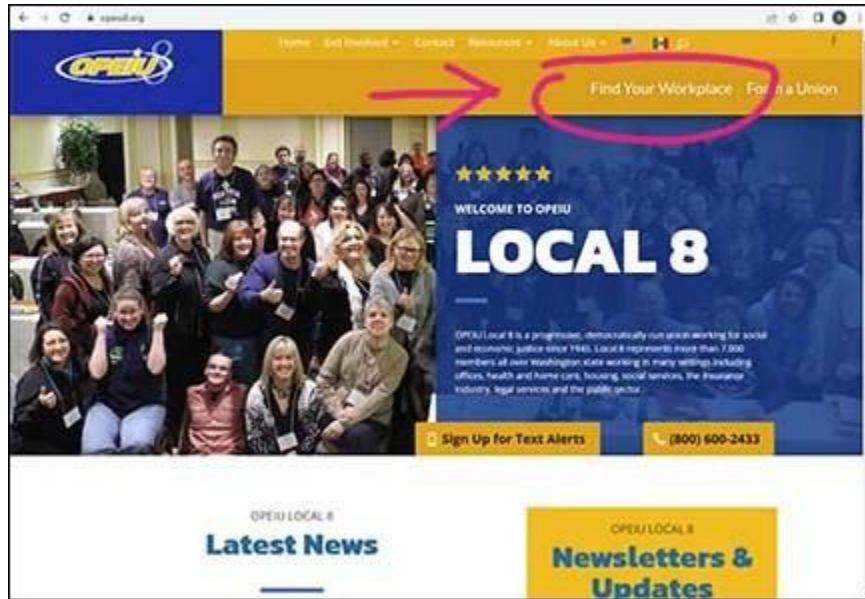 opeiu8.org
OPEIU 8
Home Get Involved Contact Resources About Us
Find Your Workplace Form a Union
WELCOME TO OPEIU
LOCAL 8
OPEIU Local 8 is a progressive, democratically run union working for social
and economic justice since 1945. Local 8 represents more than 7,000
members all over Washington state working in many settings including
offices, health and home care, housing, social services, the insurance
industry, legal services and the public sector.
Sign Up for Text Alerts
(800) 600-2433
OPEIU LOCAL 8
Latest News
OPEIU LOCAL 8
Newsletters &
Updates